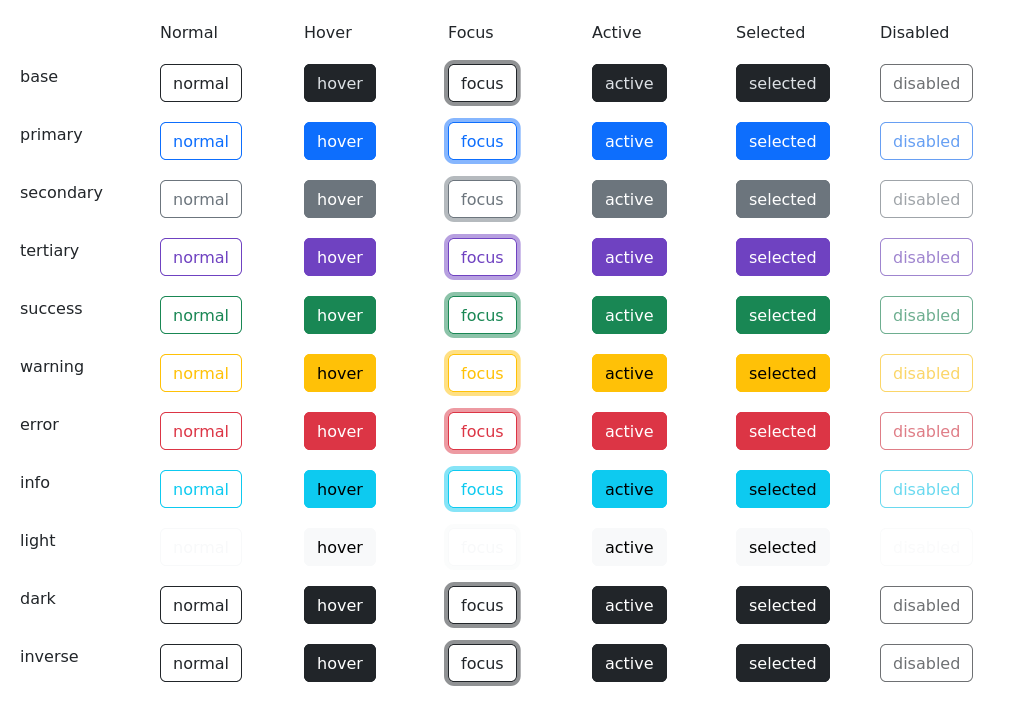 Normal Hover Focus Active Selected Disabled
base normal hover focus active selected disabled
primary normal hover focus active selected disabled
secondary normal hover focus active selected disabled
tertiary normal hover focus active selected disabled
success normal hover focus active selected disabled
warning normal hover focus active selected disabled
error normal hover focus active selected disabled
info normal hover focus active selected disabled
light normal hover focus active selected disabled
dark normal hover focus active selected disabled
inverse normal hover focus active selected disabled